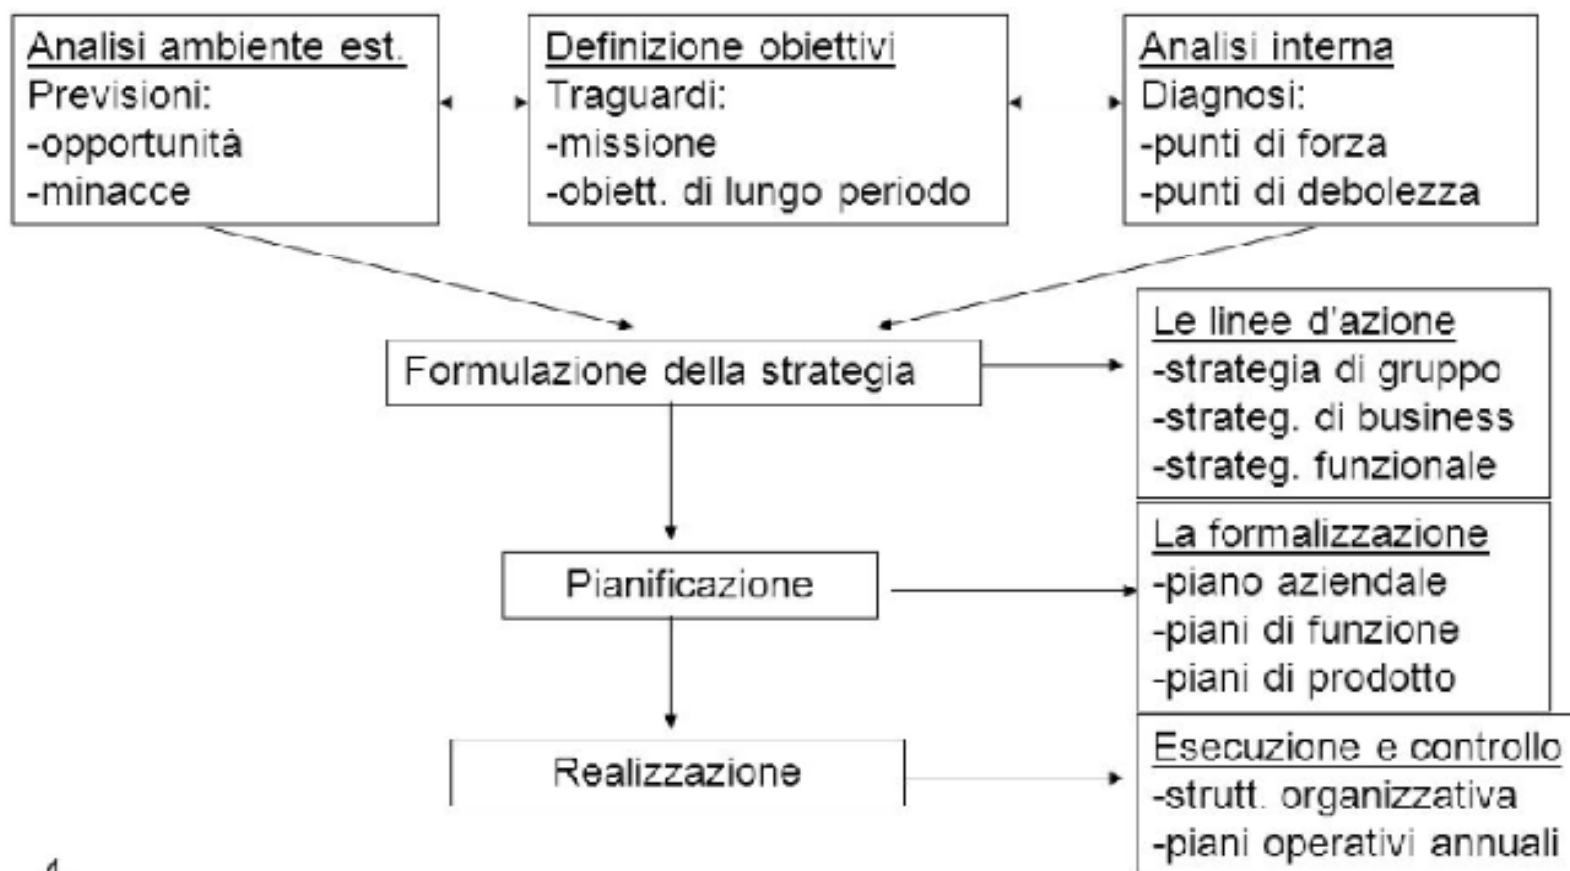 Analisi ambiente est.
Previsioni:
-opportunità
-minacce
Definizione obiettivi
Traguardi:
-missione
-obiett. di lungo periodo
Analisi interna
Diagnosi:
-punti di forza
-punti di debolezza
Formulazione della strategia
Le linee d'azione
-strategia di gruppo
-strateg. di business
-strateg. funzionale
Pianificazione
La formalizzazione
-piano aziendale
-piani di funzione
-piani di prodotto
Realizzazione
Esecuzione e controllo
-strutt. organizzativa
-piani operativi annuali